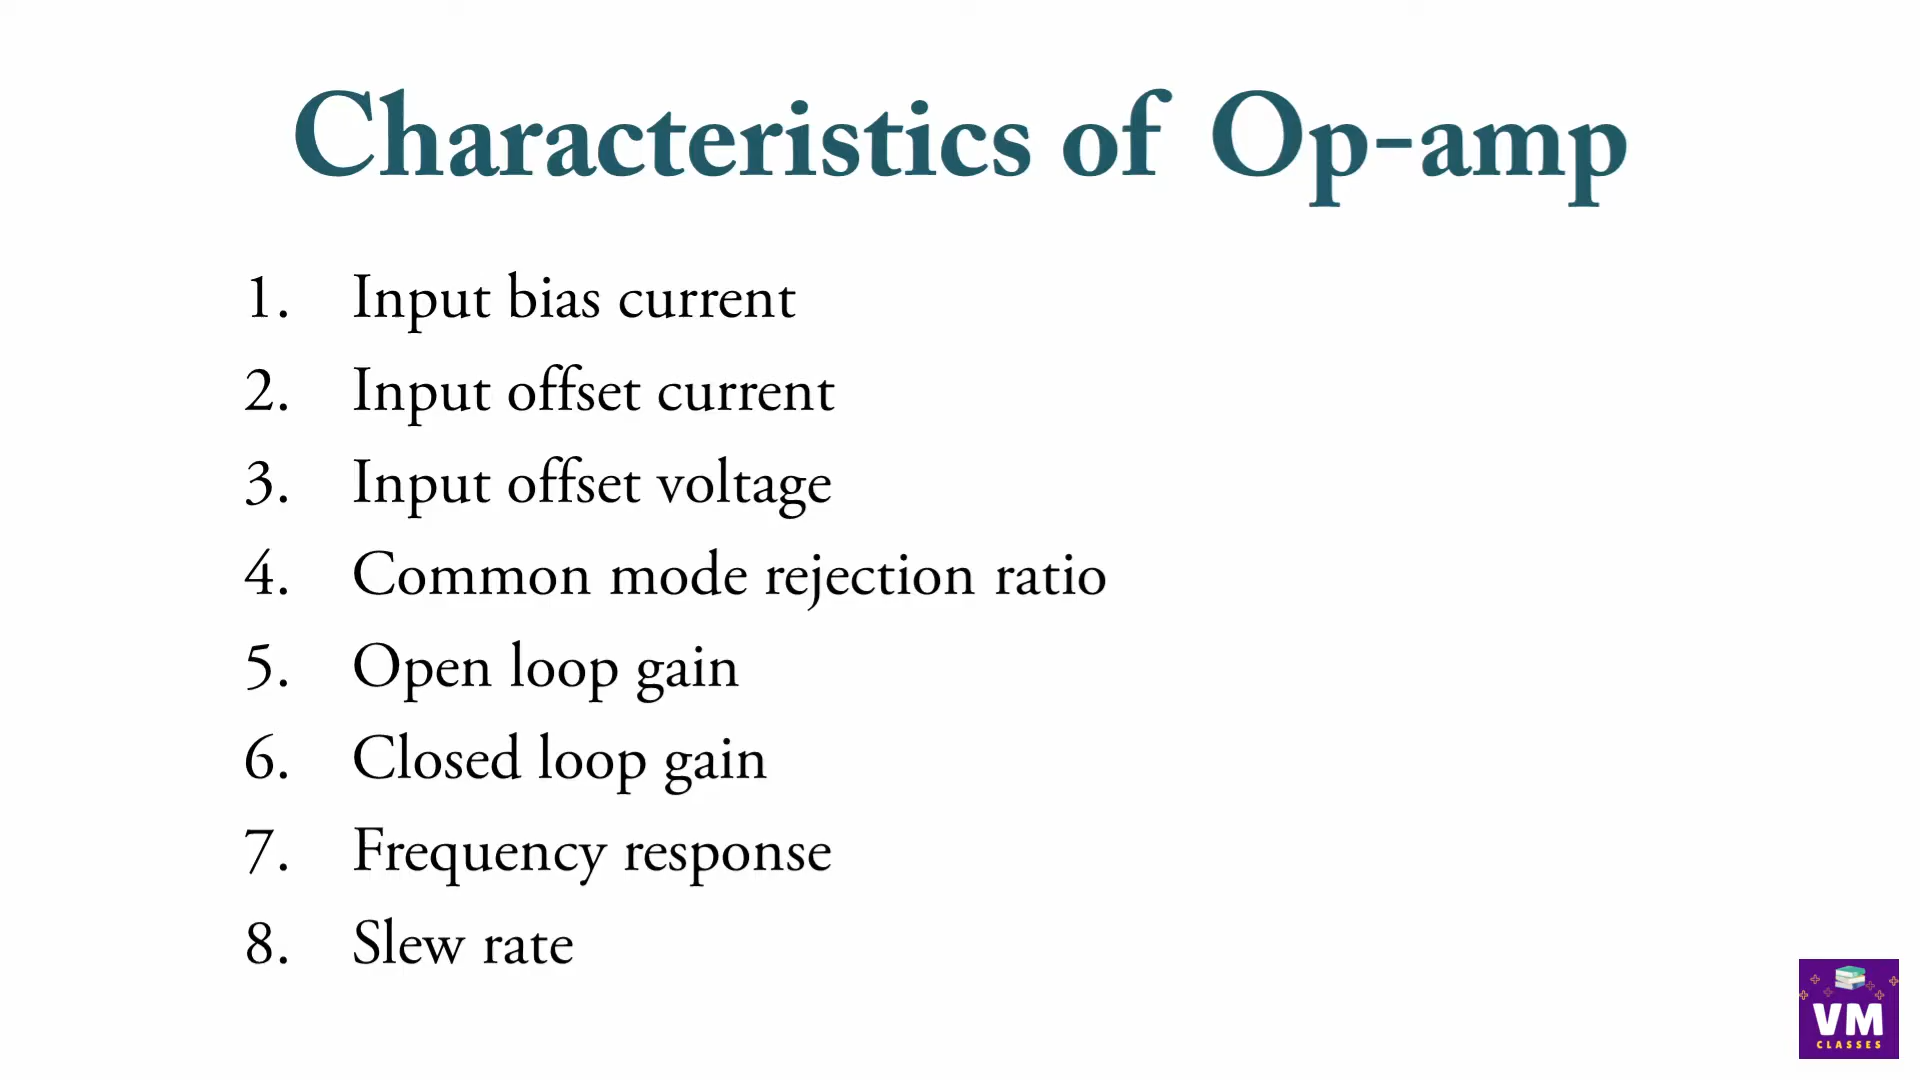 Characteristics of Op-amp
1. Input bias current
2. Input offset current
3. Input offset voltage
4. Common mode rejection ratio
5. Open loop gain
6. Closed loop gain
7. Frequency response
8. Slew rate
VM
CLASSES